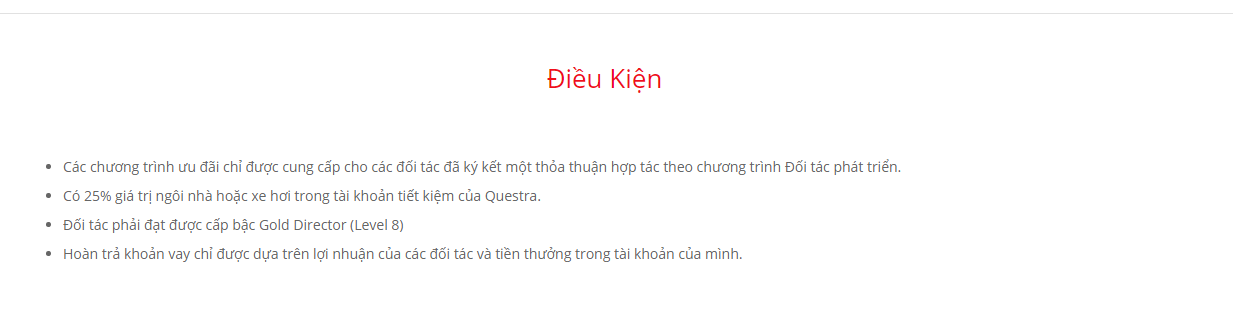 Điều Kiện
Các chương trình ưu đãi chỉ được cung cấp cho các đối tác đã ký kết một thỏa thuận hợp tác theo chương trình Đối tác phát triển.
Có 25% giá trị ngôi nhà hoặc xe hơi trong tài khoản tiết kiệm của Questra.
Đối tác phải đạt được cấp bậc Gold Director (Level 8)
Hoàn trả khoản vay chỉ được dựa trên lợi nhuận của các đối tác và tiền thưởng trong tài khoản của mình.